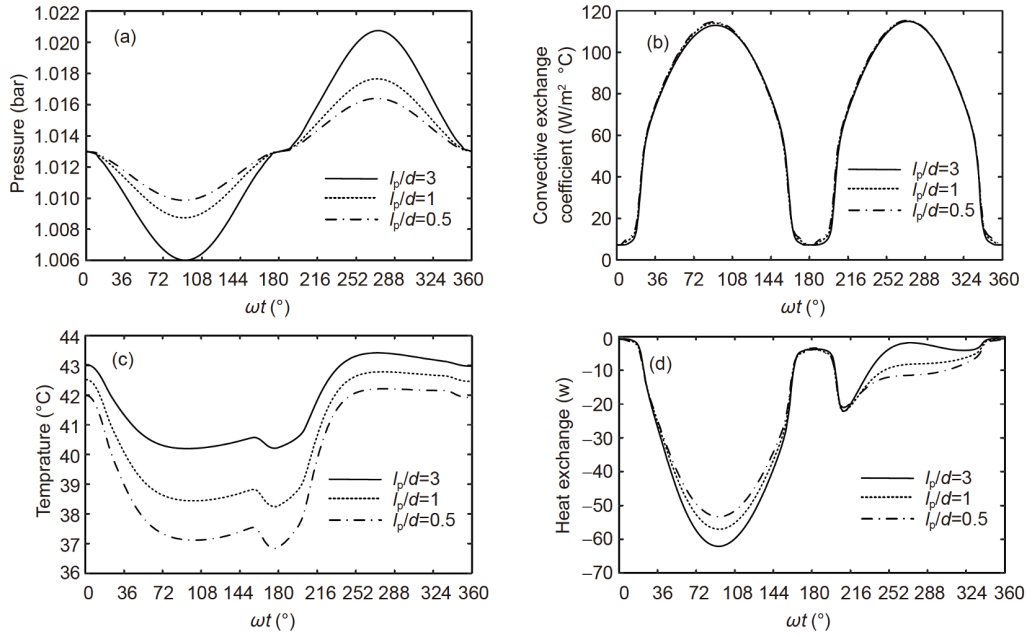 (a)
Pressure (bar)
1.022
1.020
1.018
1.016
1.014
1.012
1.010
1.008
1.006
lp/d=3
lp/d=1
lp/d=0.5
0 36 72 108 144 180 216 252 288 324 360
ωt (°)
(b)
Convective exchange
coefficient (W/m² °C)
120
100
80
60
40
20
0
lp/d=3
lp/d=1
lp/d=0.5
0 36 72 108 144 180 216 252 288 324 360
ωt (°)
(c)
Temprature (°C)
44
43
42
41
40
39
38
37
36
lp/d=3
lp/d=1
lp/d=0.5
0 36 72 108 144 180 216 252 288 324 360
ωt (°)
(d)
Heat exchange (w)
0
−10
−20
−30
−40
−50
−60
−70
lp/d=3
lp/d=1
lp/d=0.5
0 36 72 108 144 180 216 252 288 324 360
ωt (°)